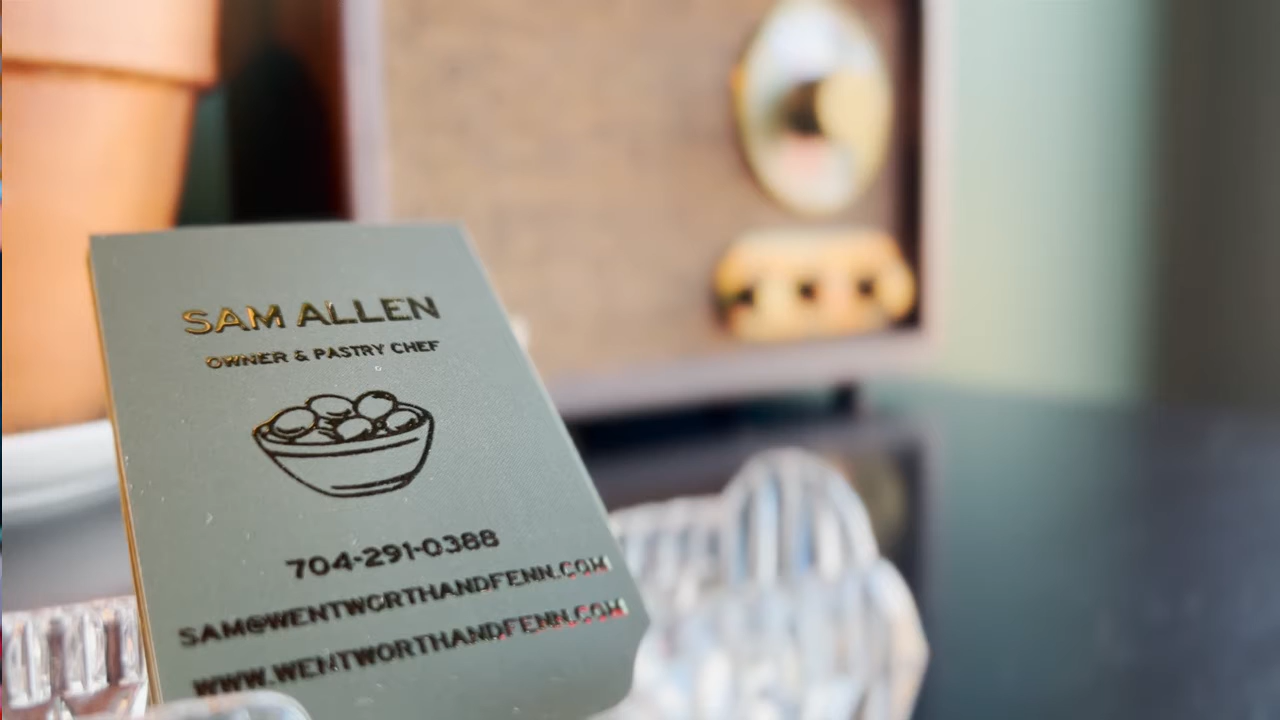 SAM ALLEN
OWNER & PASTRY CHEF
704-291-0388
SAM@WENTWORTHANDFENN.COM
WWW.WENTWORTHANDFENN.COM